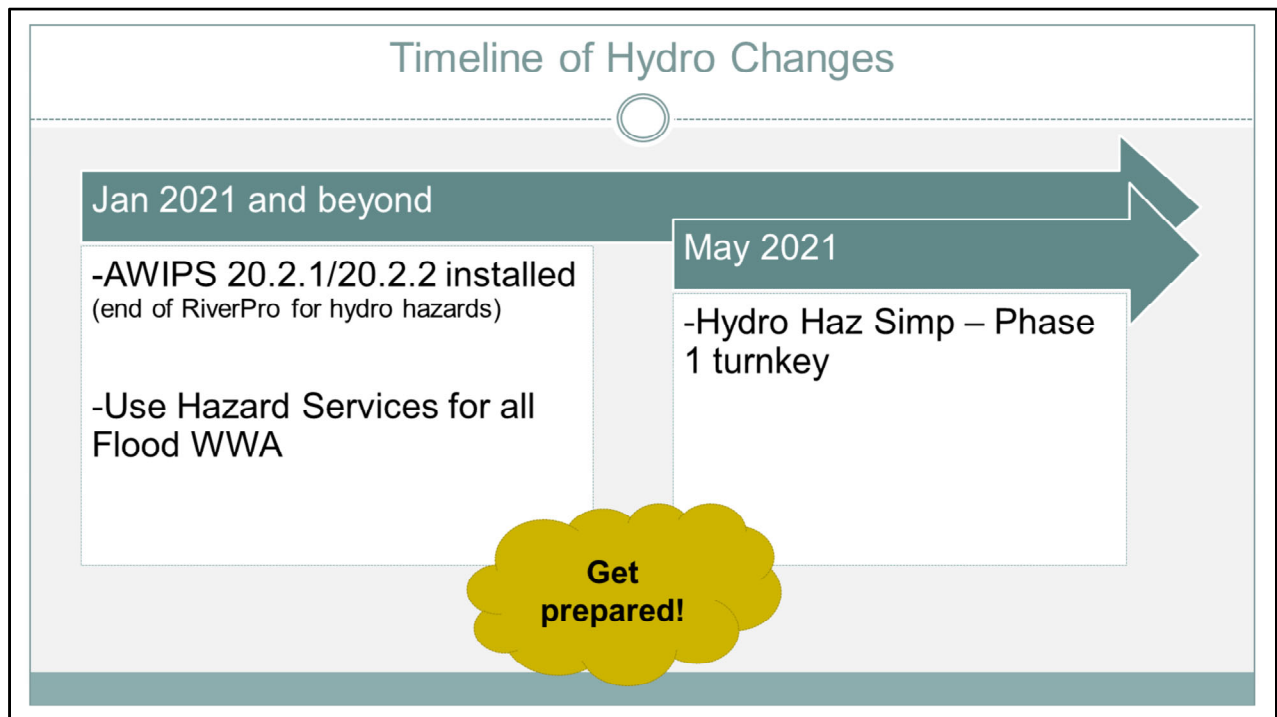 Timeline of Hydro Changes
Jan 2021 and beyond
-AWIPS 20.2.1/20.2.2 installed
(end of RiverPro for hydro hazards)
-Use Hazard Services for all
Flood WWA
May 2021
-Hydro Haz Simp – Phase
1 turnkey
Get
prepared!